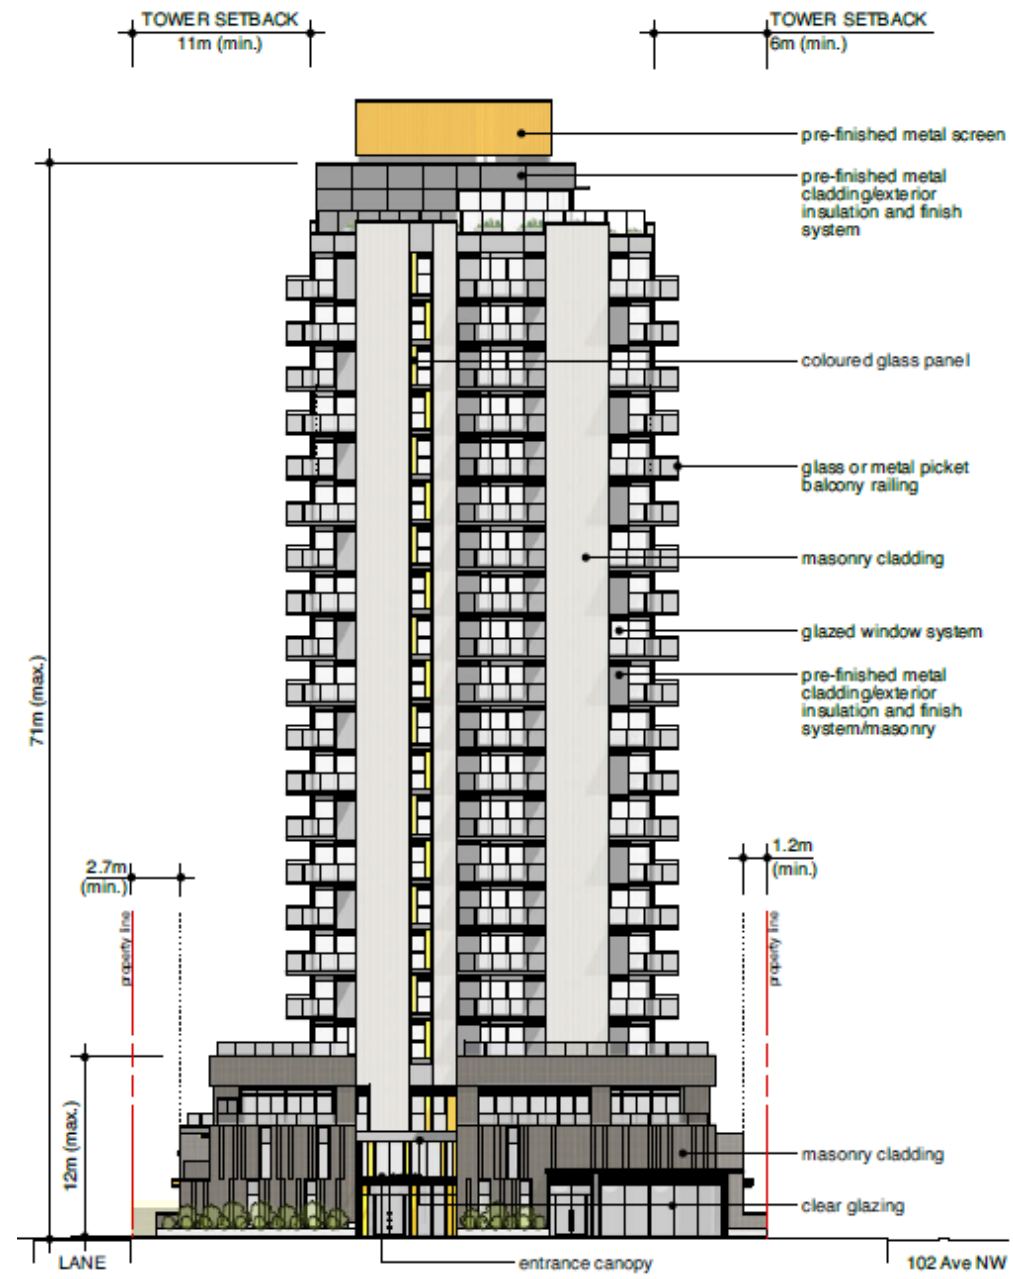 TOWER SETBACK
11m (min.)
TOWER SETBACK
6m (min.)
pre-finished metal screen
pre-finished metal
cladding/exterior
insulation and finish
system
coloured glass panel
glass or metal picket
balcony railing
masonry cladding
glazed window system
pre-finished metal
cladding/exterior
insulation and finish
system/masonry
71m (max.)
2.7m
(min.)
1.2m
(min.)
property line
property line
12m (max.)
masonry cladding
clear glazing
LANE
entrance canopy
102 Ave NW